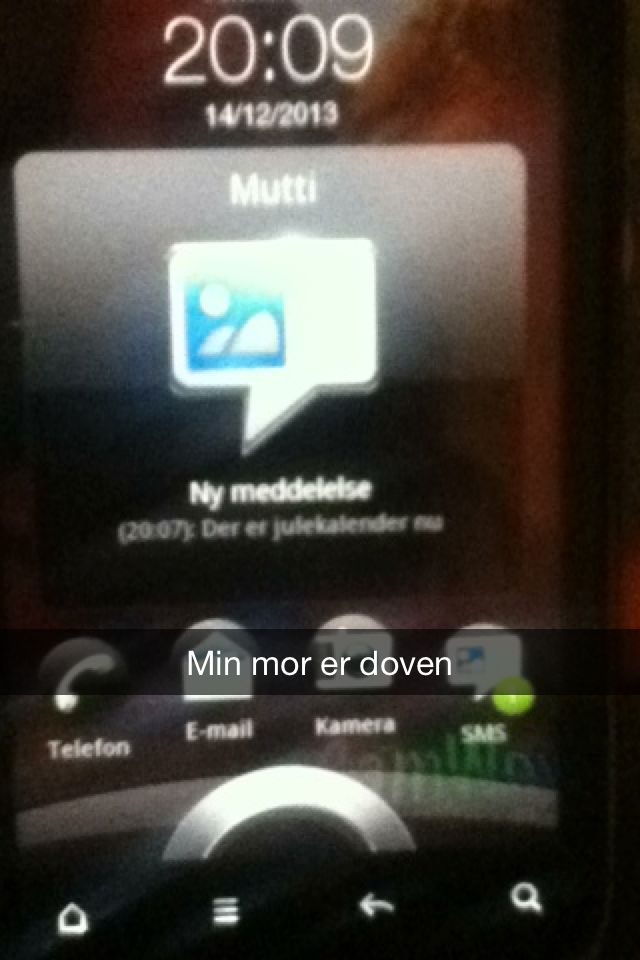 20:09
14/12/2013
Mutti
Ny meddelelse
(20:07): Der er julekalender nu
Min mor er doven
Telefon
E-mail
Kamera
SMS